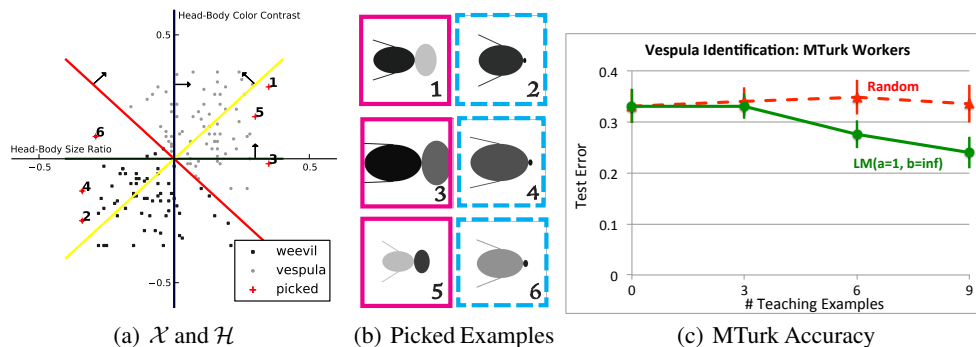 Head-Body Color Contrast
0.5
1
5
6
Head-Body Size Ratio
-0.5
0.5
3
4
2
weevil
vespula
picked
-0.5
(a) X and H
1
2
3
4
5
6
(b) Picked Examples
Vespula Identification: MTurk Workers
0.4
0.3
0.2
0.1
0
Test Error
Random
LM(a=1, b=inf)
0
3
6
9
# Teaching Examples
(c) MTurk Accuracy